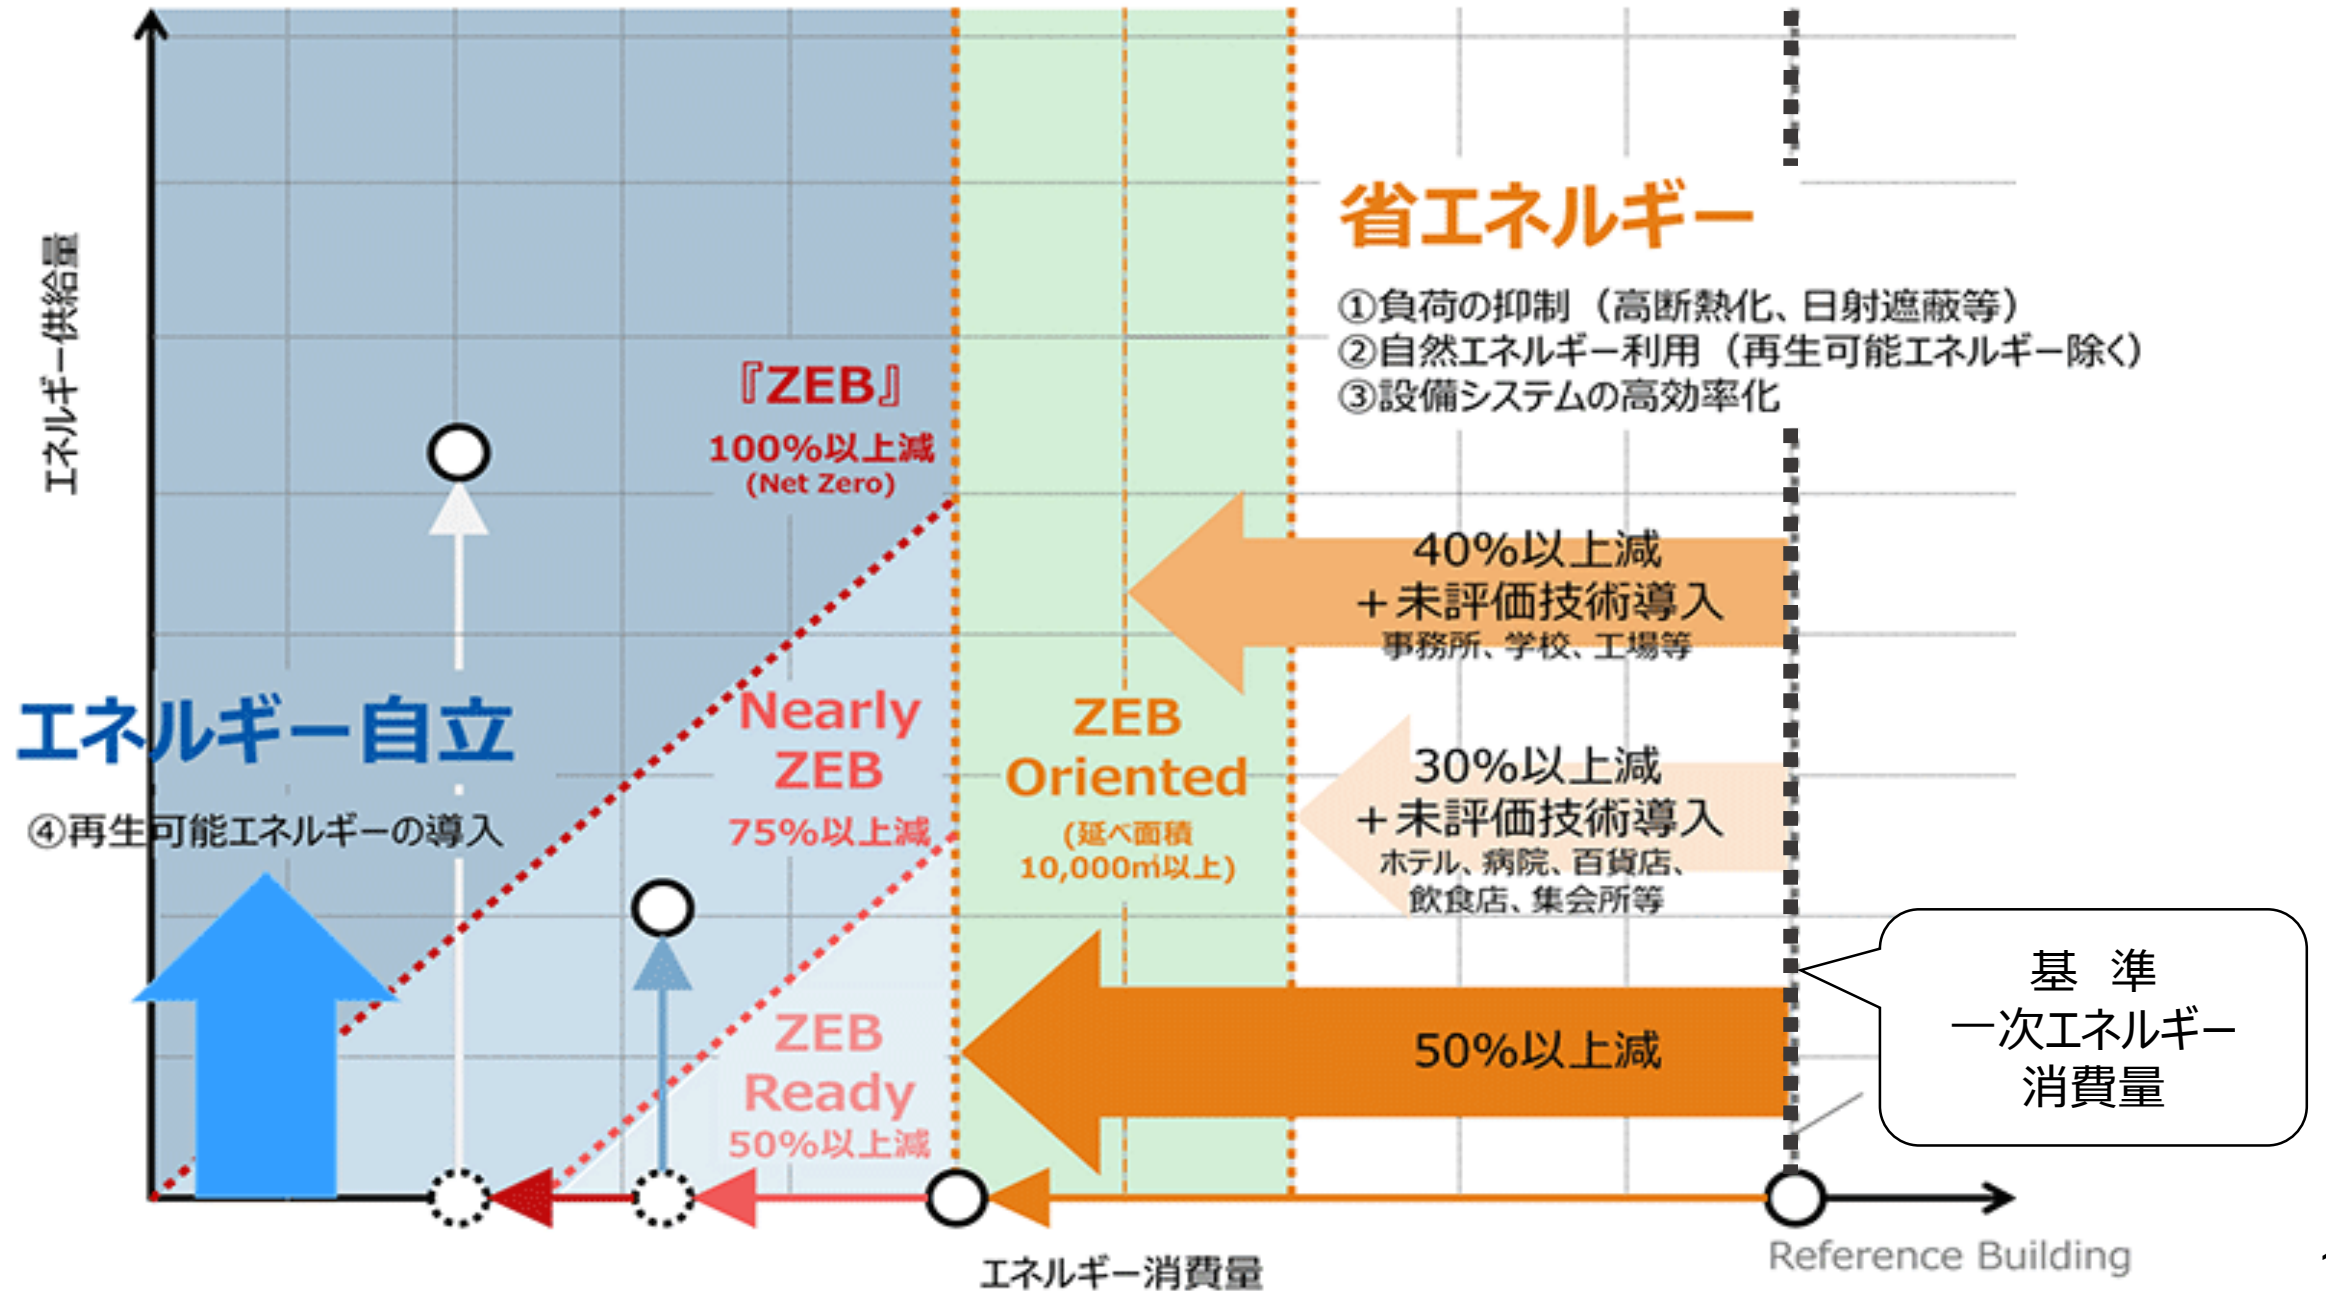 エネルギー供給量
省エネルギー
①負荷の抑制（高断熱化、日射遮蔽等）
②自然エネルギー利用（再生可能エネルギー除く）
③設備システムの高効率化
『ZEB』
100%以上減
(Net Zero)
40%以上減
＋未評価技術導入
事務所、学校、工場等
エネルギー自立
④再生可能エネルギーの導入
Nearly
ZEB
75%以上減
ZEB
Oriented
(延べ面積
10,000㎡以上)
30%以上減
＋未評価技術導入
ホテル、病院、百貨店、
飲食店、集会所等
ZEB
Ready
50%以上減
50%以上減
基　準
一次エネルギー
消費量
エネルギー消費量
Reference Building